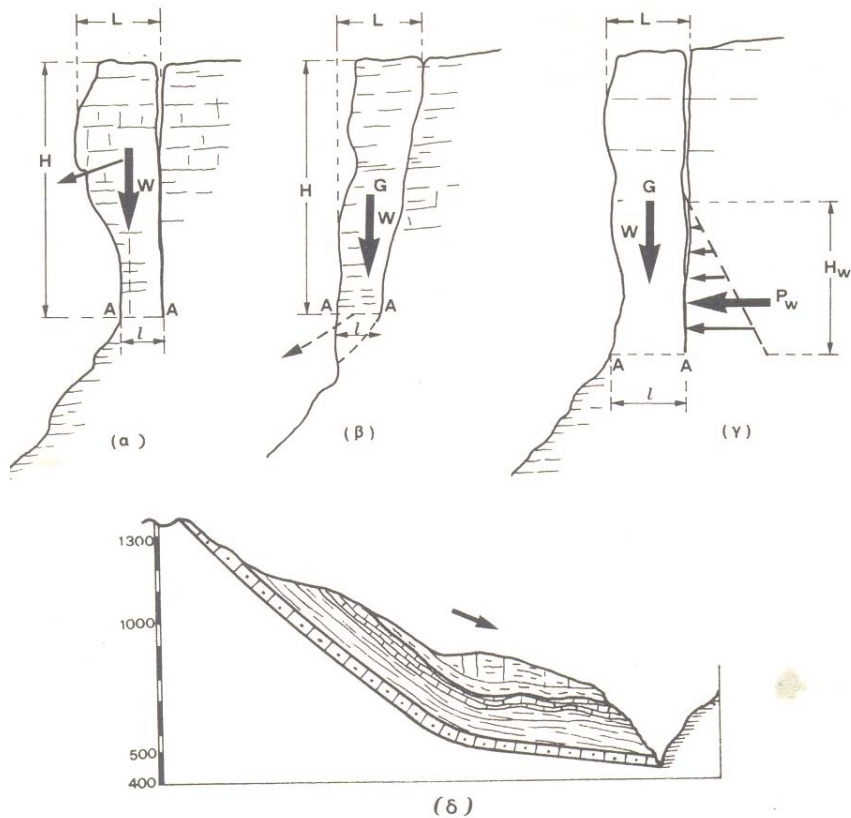 L L L
H W A A l
(α)
H G W A A l
(β)
G W Pw Hw A A l
(γ)
1300
1000
500
400
(δ)